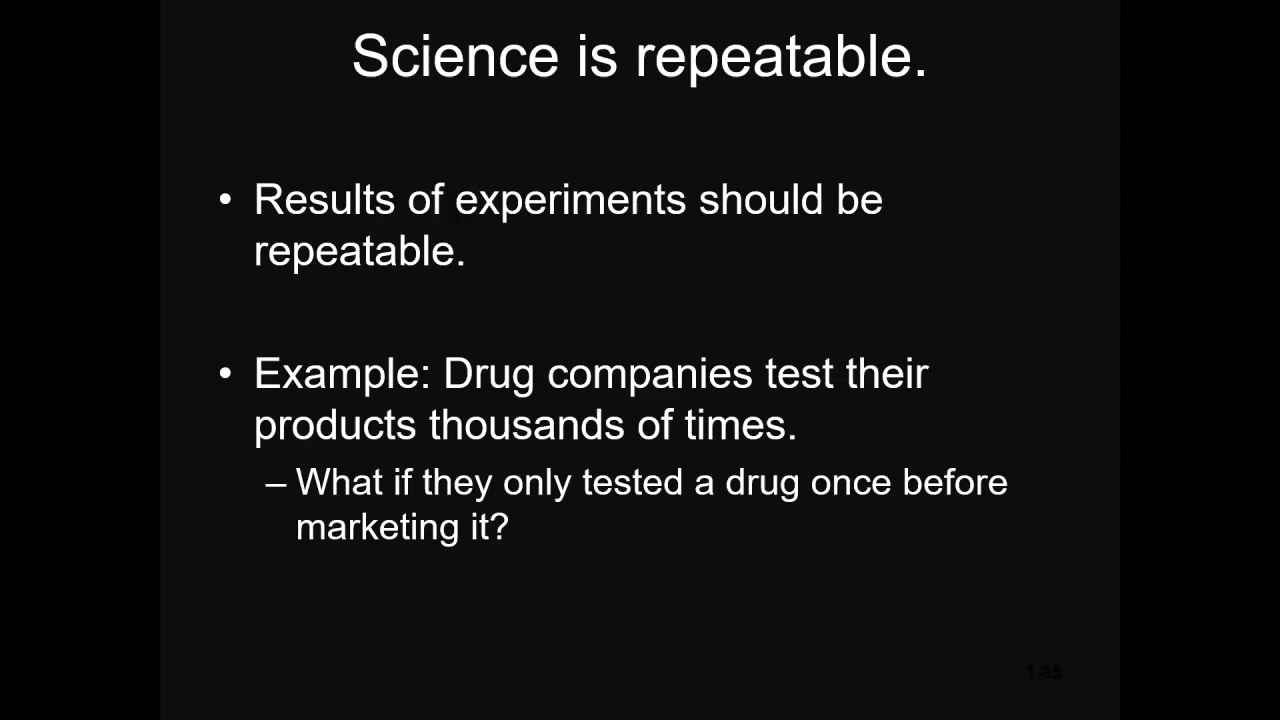 Science is repeatable.
• Results of experiments should be
repeatable.
• Example: Drug companies test their
products thousands of times.
– What if they only tested a drug once before
marketing it?
1-35